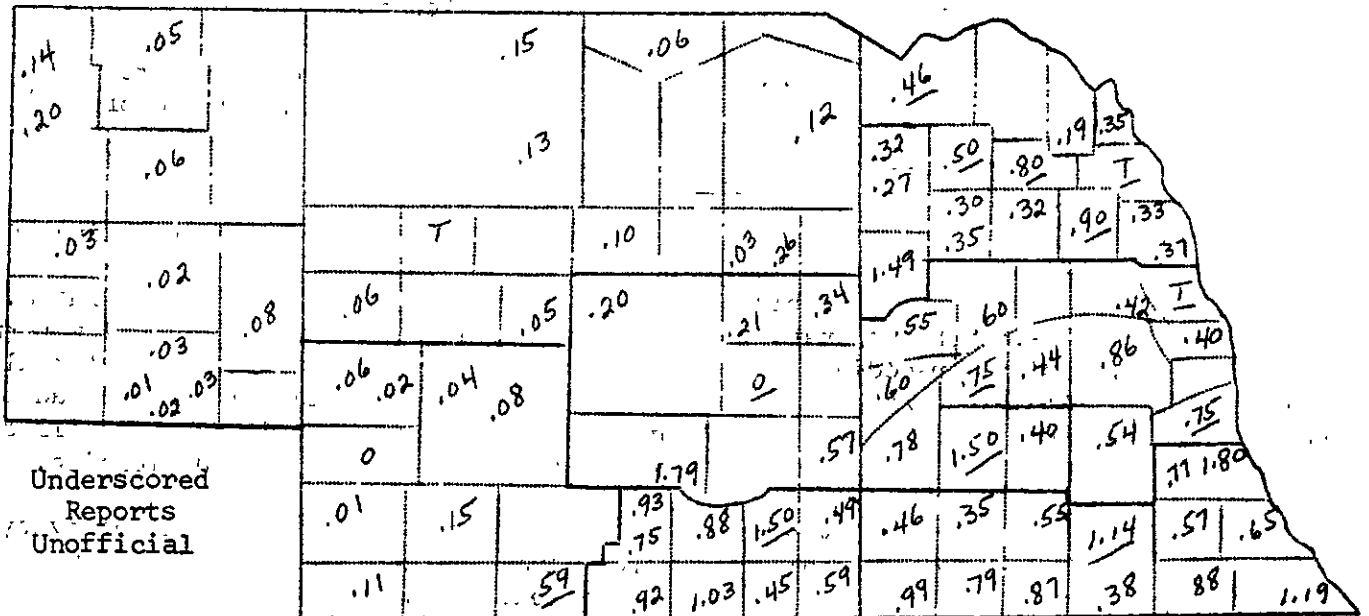 .14 .05 .15 .06
.20
.46
.13 .12
.19 .35
.06 .32 .50 .80 T
.27
.30 .32 .90 .33
.03 T .10 .03 .26 .35 .37
1.49
.02 .06 .20 .34 .42 T
.08 .05 .21 .55 .60 .40
.03 .44 .86
.01 .02 .03 .06 .02 .04 .08 0 .60 .75 .75
0 1.79 .57 .78 1.50 .40 .54 .77 1.80
Underscored
Reports
Unofficial
.01 .15 .93 .88 1.50 .49 .46 .35 .55 1.14 .57 .65
.75
.11 .59 .92 1.03 .45 .59 .99 .79 .87 .38 88 1.19